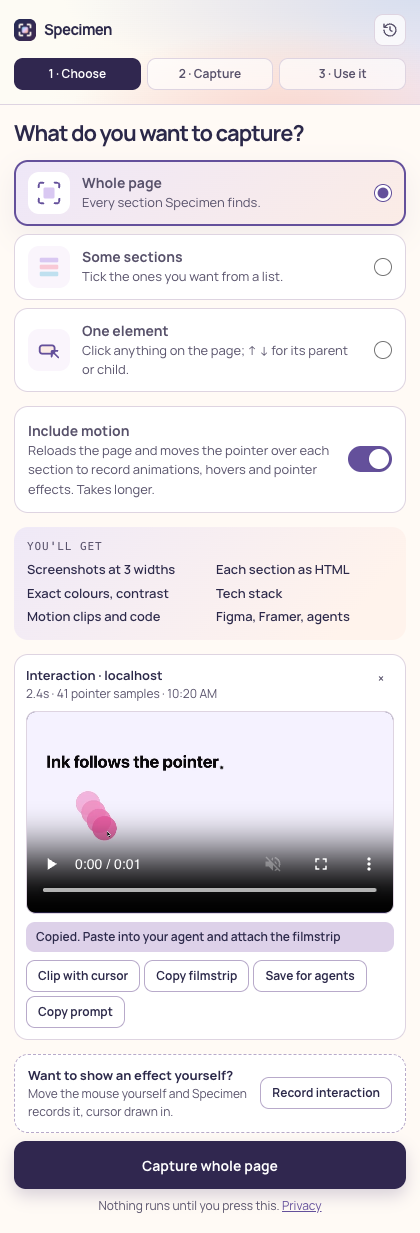 Specimen
1 · Choose
2 · Capture
3 · Use it
What do you want to capture?
Whole page
Every section Specimen finds.
Some sections
Tick the ones you want from a list.
One element
Click anything on the page; ↑ ↓ for its parent
or child.
Include motion
Reloads the page and moves the pointer over each
section to record animations, hovers and pointer
effects. Takes longer.
YOU'LL GET
Screenshots at 3 widths
Each section as HTML
Exact colours, contrast
Tech stack
Motion clips and code
Figma, Framer, agents
Interaction · localhost
×
2.4s · 41 pointer samples · 10:20 AM
Ink follows the pointer.
0:00 / 0:01
Copied. Paste into your agent and attach the filmstrip
Clip with cursor
Copy filmstrip
Save for agents
Copy prompt
Want to show an effect yourself?
Move the mouse yourself and Specimen
records it, cursor drawn in.
Record interaction
Capture whole page
Nothing runs until you press this. Privacy